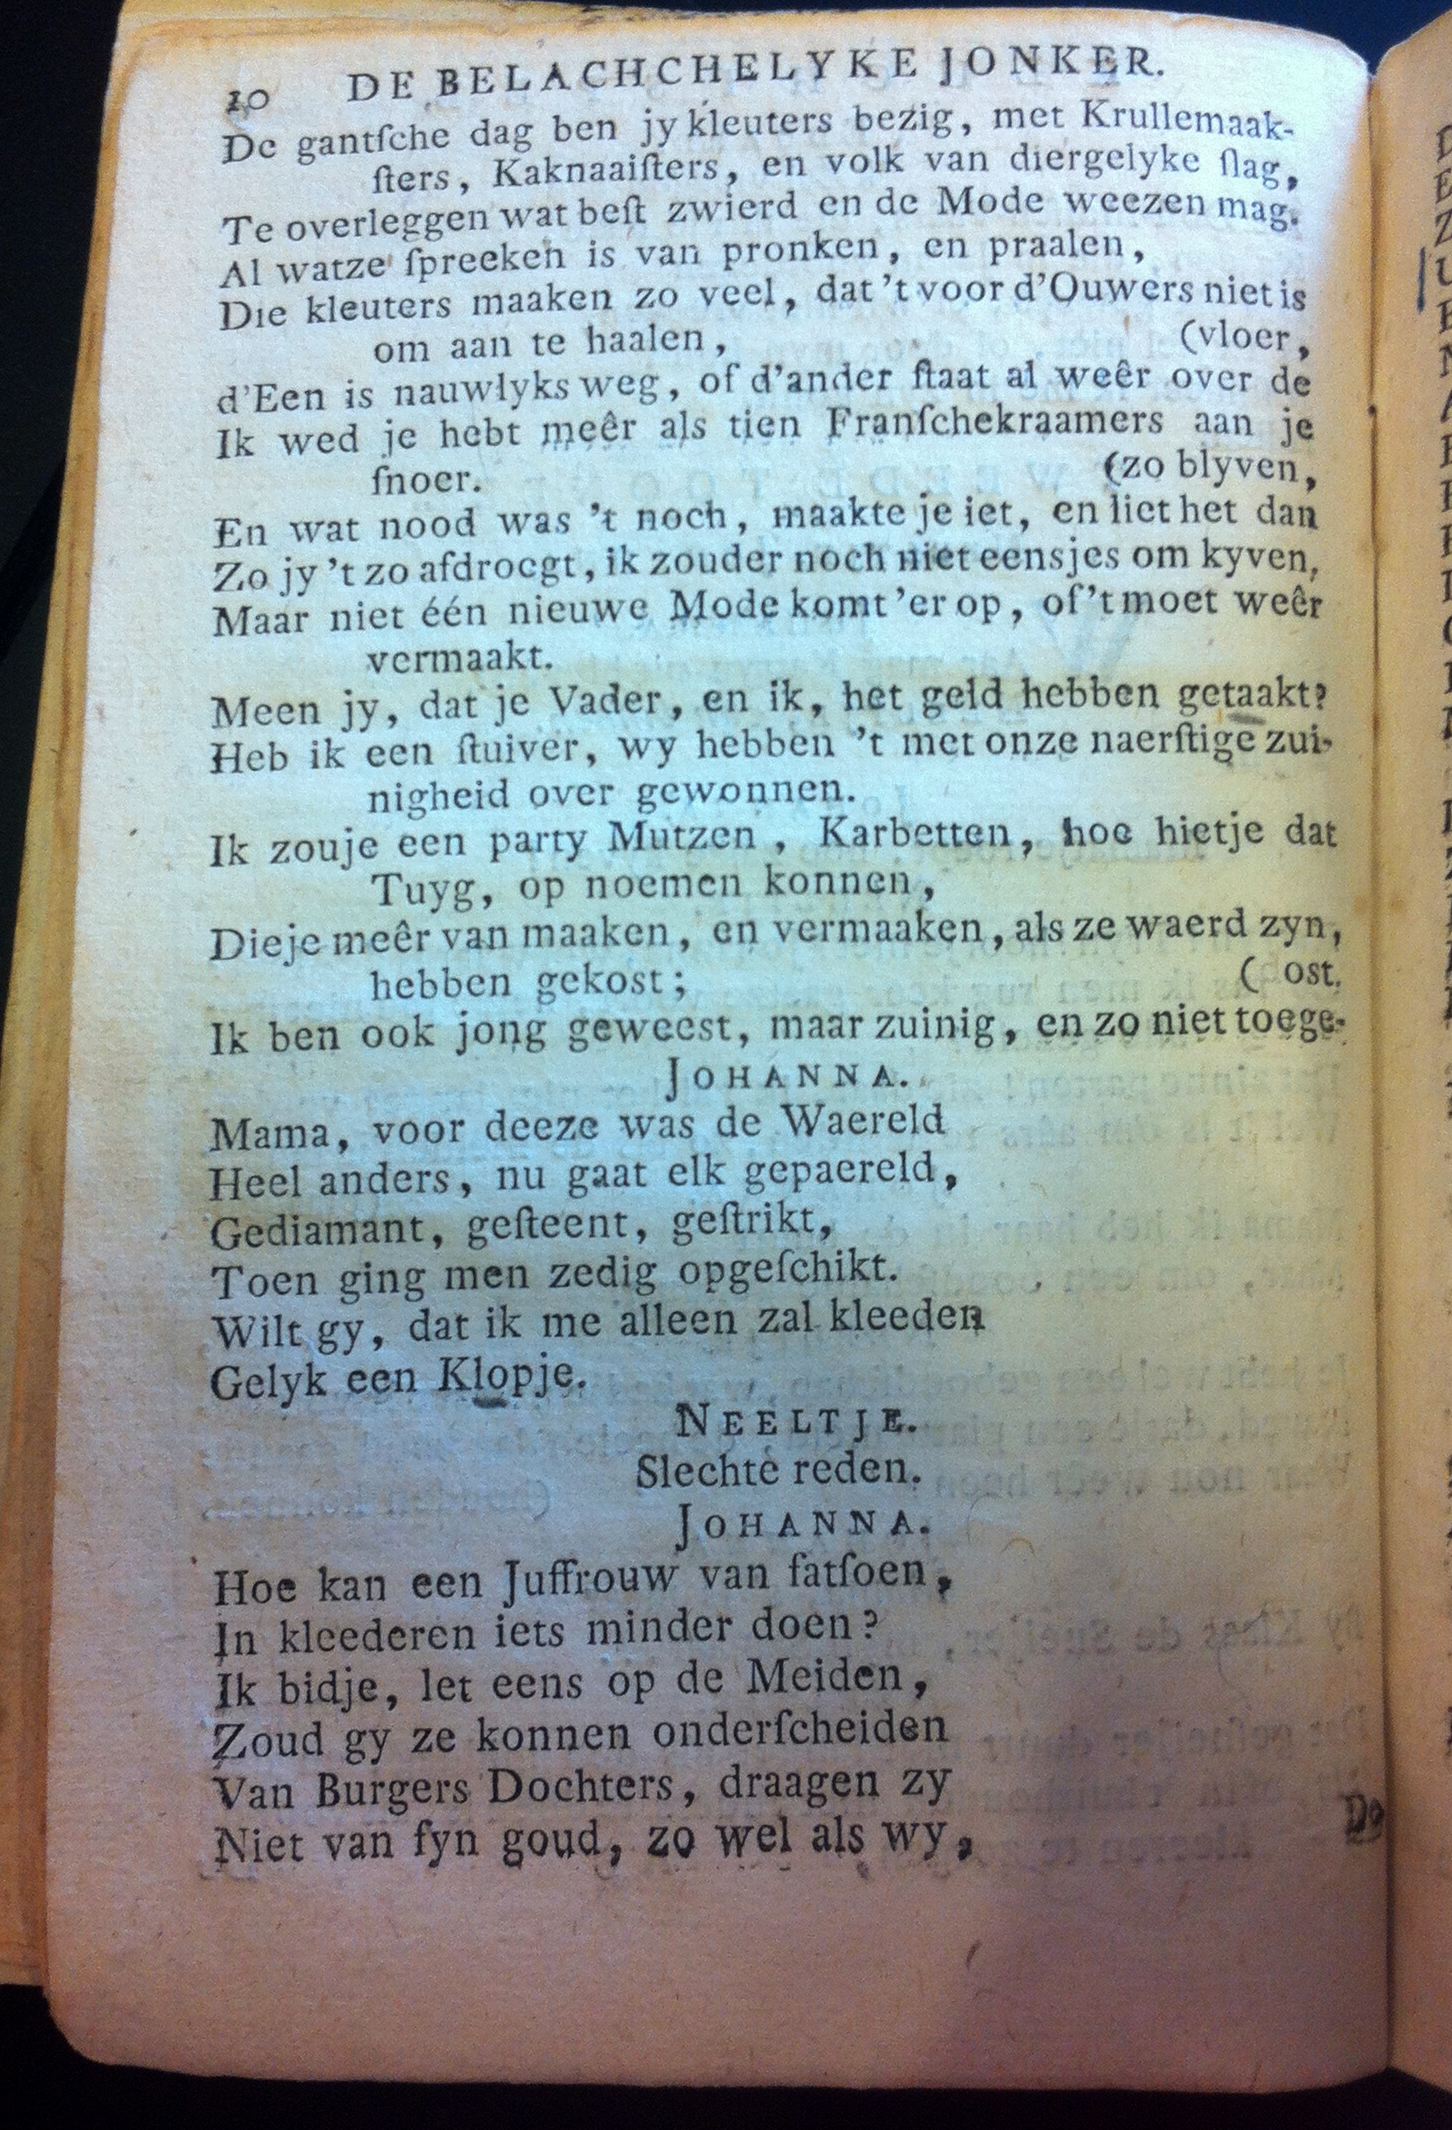 10 DE BELACHCHELYKE JONKER.
De gantſche dag ben jy kleuters bezig, met Krullemaak-
ſters, Kaknaaiſters, en volk van diergelyke ſlag,
Te overleggen wat beſt zwierd en de Mode weezen mag.
Al watze ſpreeken is van pronken, en praalen,
Die kleuters maaken zo veel, dat 't voor d'Ouwers niet is
om aan te haalen, (vloer,
d'Een is nauwlyks weg, of d'ander ſtaat al weêr over de
Ik wed je hebt meêr als tien Franſchekraamers aan je
ſnoer. (zo blyven,
En wat nood was 't noch, maakte je iet, en liet het dan
Zo jy 't zo afdroegt, ik zouder noch niet eensjes om kyven,
Maar niet één nieuwe Mode komt 'er op, of 't moet weêr
vermaakt.
Meen jy, dat je Vader, en ik, het geld hebben getaakt?
Heb ik een ſtuiver, wy hebben 't met onze naerſtige zui-
nigheid over gewonnen.
Ik zouje een party Mutzen, Karbetten, hoe hietje dat
Tuyg, op noemen konnen,
Dieje meêr van maaken, en vermaaken, als ze waerd zyn,
hebben gekost; ( ost.
Ik ben ook jong geweest, maar zuinig, en zo niet toege-
JOHANNA.
Mama, voor deeze was de Waereld
Heel anders, nu gaat elk gepaereld,
Gediamant, geſteent, geſtrikt,
Toen ging men zedig opgeſchikt.
Wilt gy, dat ik me alleen zal kleeden
Gelyk een Klopje.
NEELTJE.
Slechte reden.
JOHANNA.
Hoe kan een Juffrouw van fatſoen,
In kleederen iets minder doen?
Ik bidje, let eens op de Meiden,
Zoud gy ze konnen onderſcheiden
Van Burgers Dochters, draagen zy
Niet van fyn goud, zo wel als wy,
Do